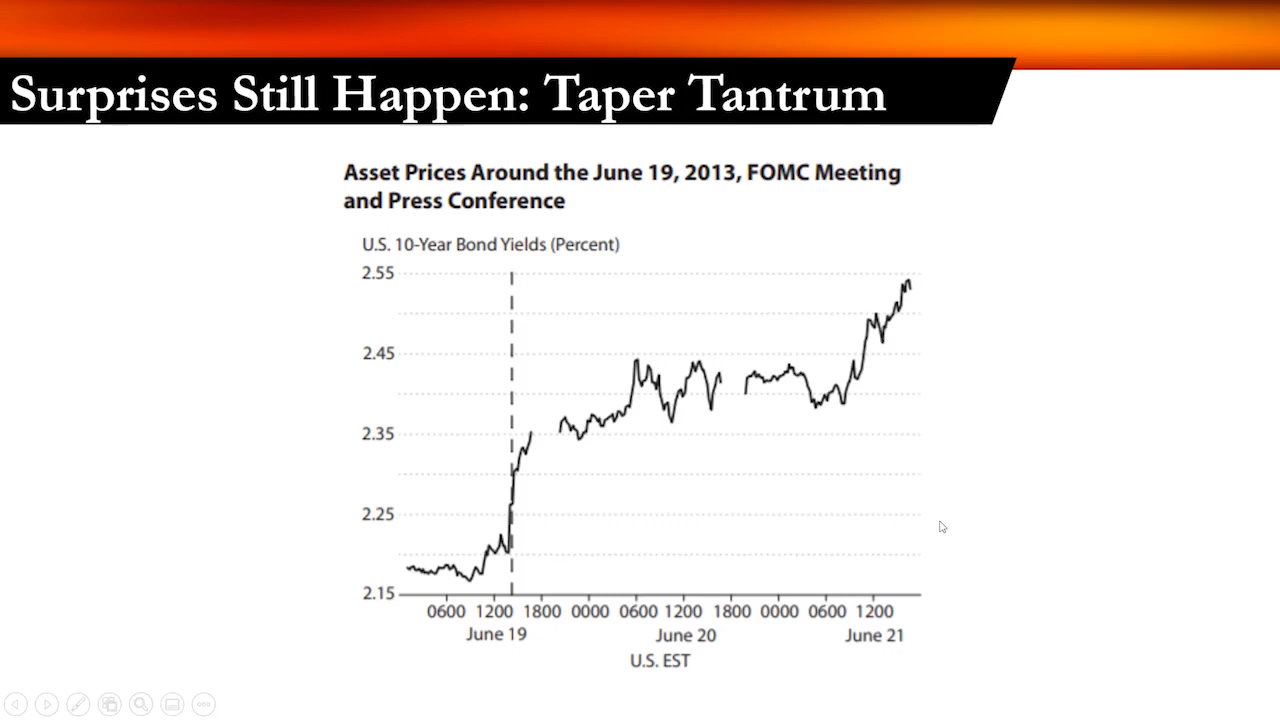 Surprises Still Happen: Taper Tantrum
Asset Prices Around the June 19, 2013, FOMC Meeting
and Press Conference
U.S. 10-Year Bond Yields (Percent)
2.55
2.45
2.35
2.25
2.15
0600 1200 1800 0000 0600 1200 1800 0000 0600 1200
June 19 June 20 June 21
U.S. EST